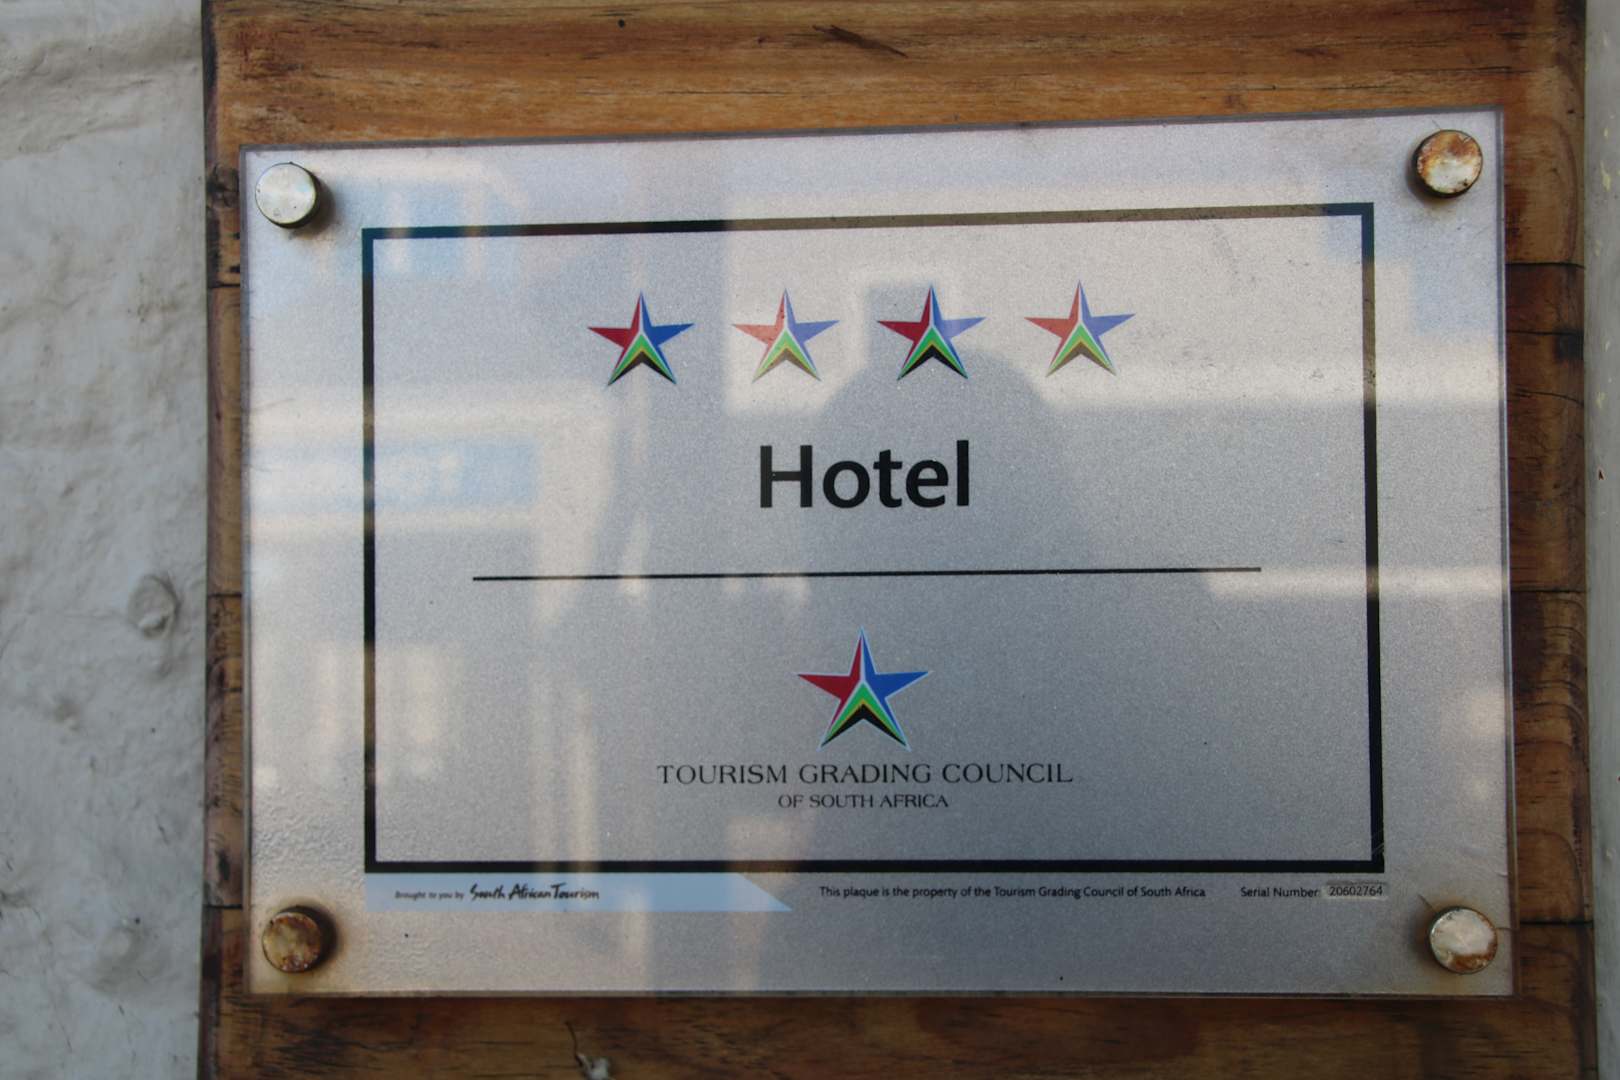 Hotel
TOURISM GRADING COUNCIL
OF SOUTH AFRICA
Brought to you by South African Tourism
This plaque is the property of the Tourism Grading Council of South Africa
Serial Number: 20602764